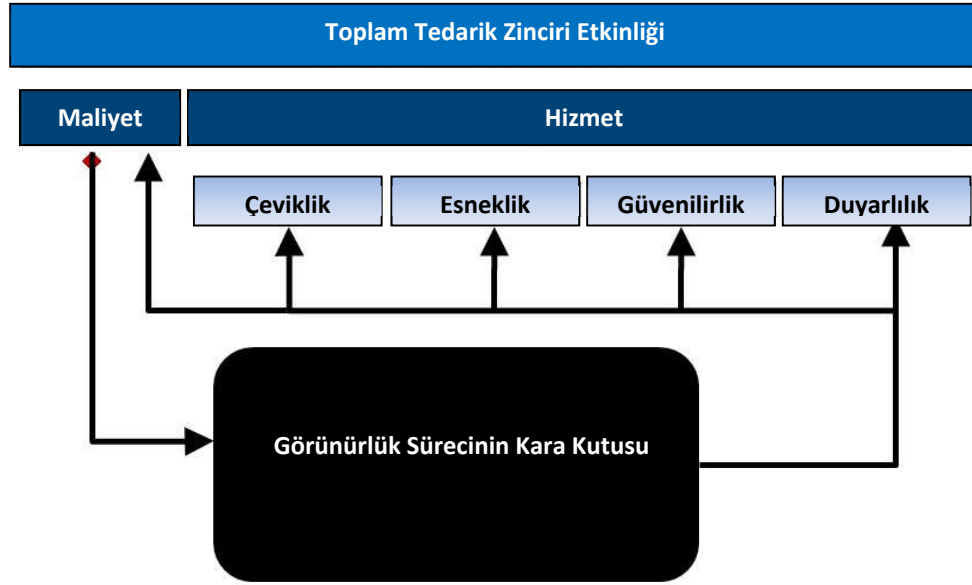 Toplam Tedarik Zinciri Etkinliği
Maliyet
Hizmet
Çeviklik
Esneklik
Güvenilirlik
Duyarlılık
Görünürlük Sürecinin Kara Kutusu